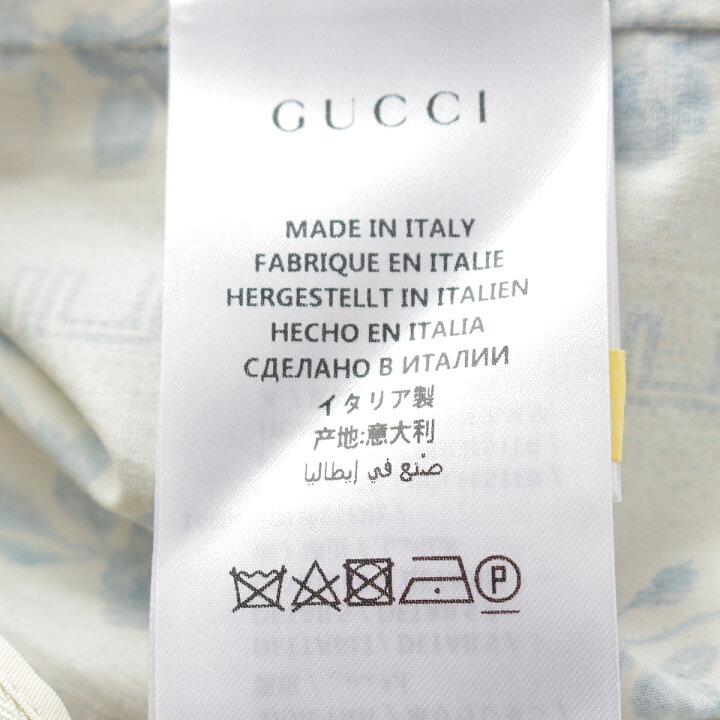 GUCCI
MADE IN ITALY
FABRIQUE EN ITALIE
HERGESTELLT IN ITALIEN
HECHO EN ITALIA
СДЕЛАНО В ИТАЛИИ
イタリア製
产地:意大利
صنع في إيطاليا
P